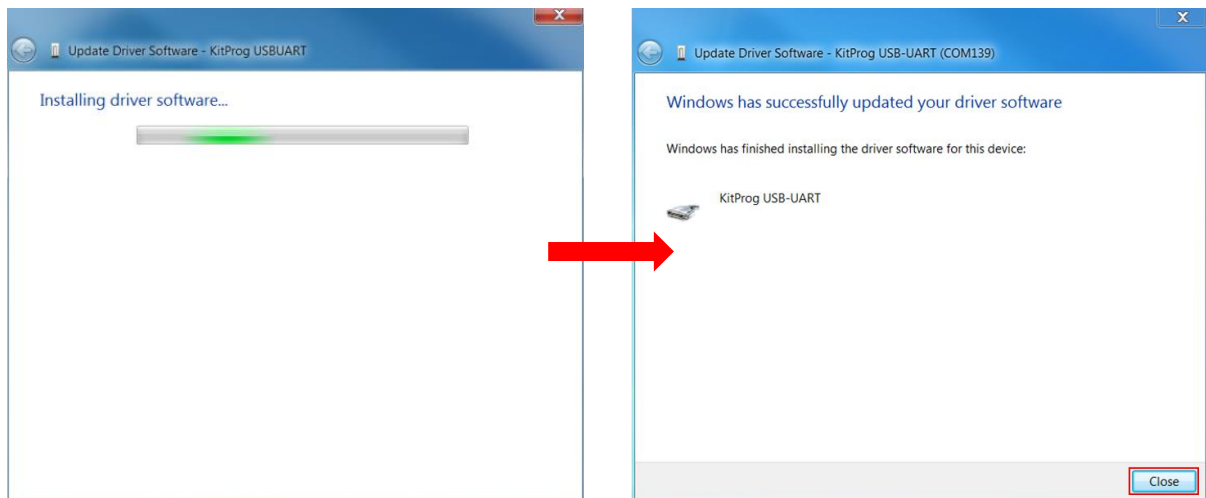 Update Driver Software - KitProg USBUART
Installing driver software...
X
Update Driver Software - KitProg USB-UART (COM139)
Windows has successfully updated your driver software
Windows has finished installing the driver software for this device:
KitProg USB-UART
Close